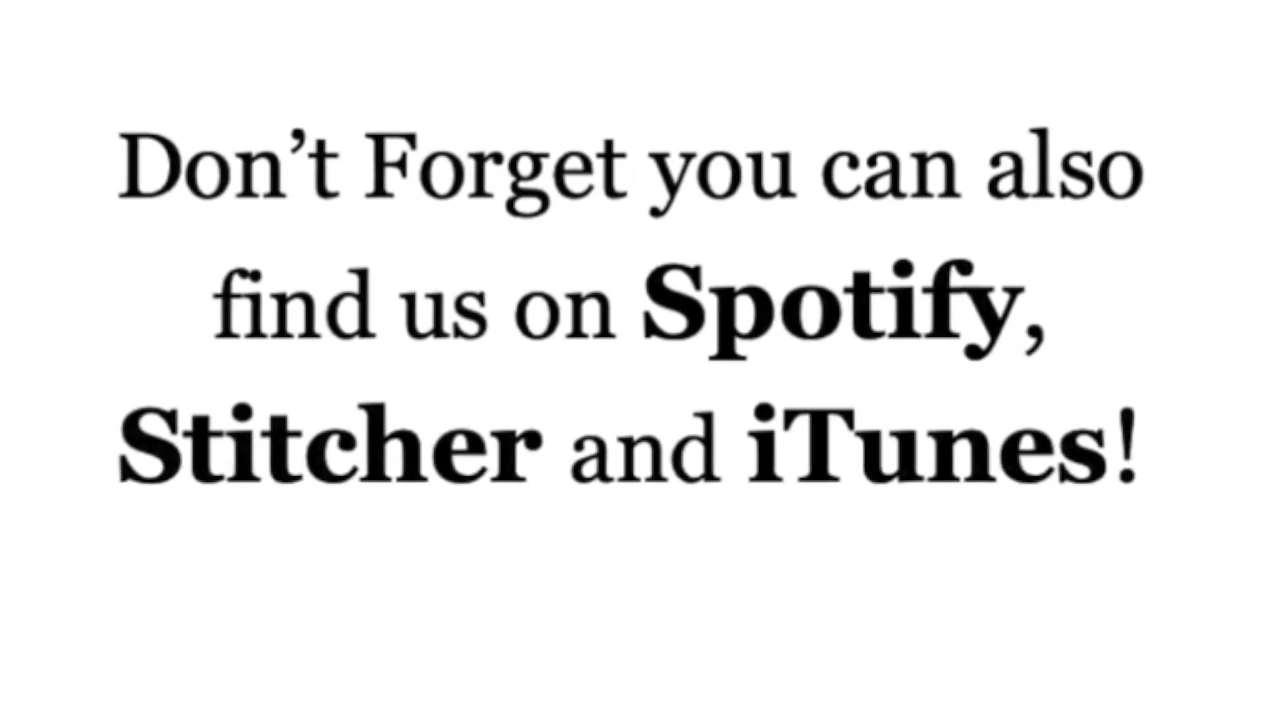 Don’t Forget you can also
find us on Spotify,
Stitcher and iTunes!